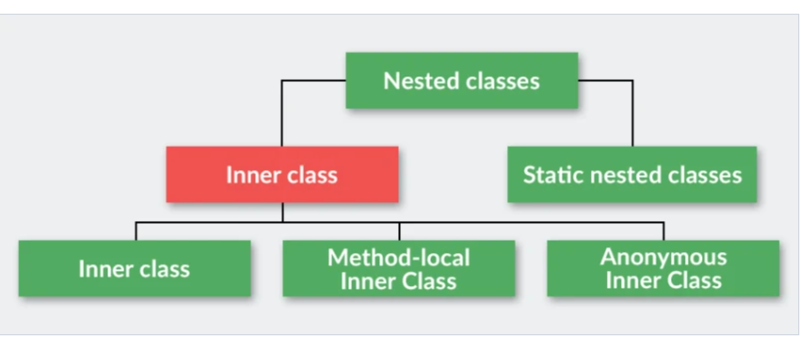 Nested classes
Inner class
Static nested classes
Inner class
Method-local
Inner Class
Anonymous
Inner Class